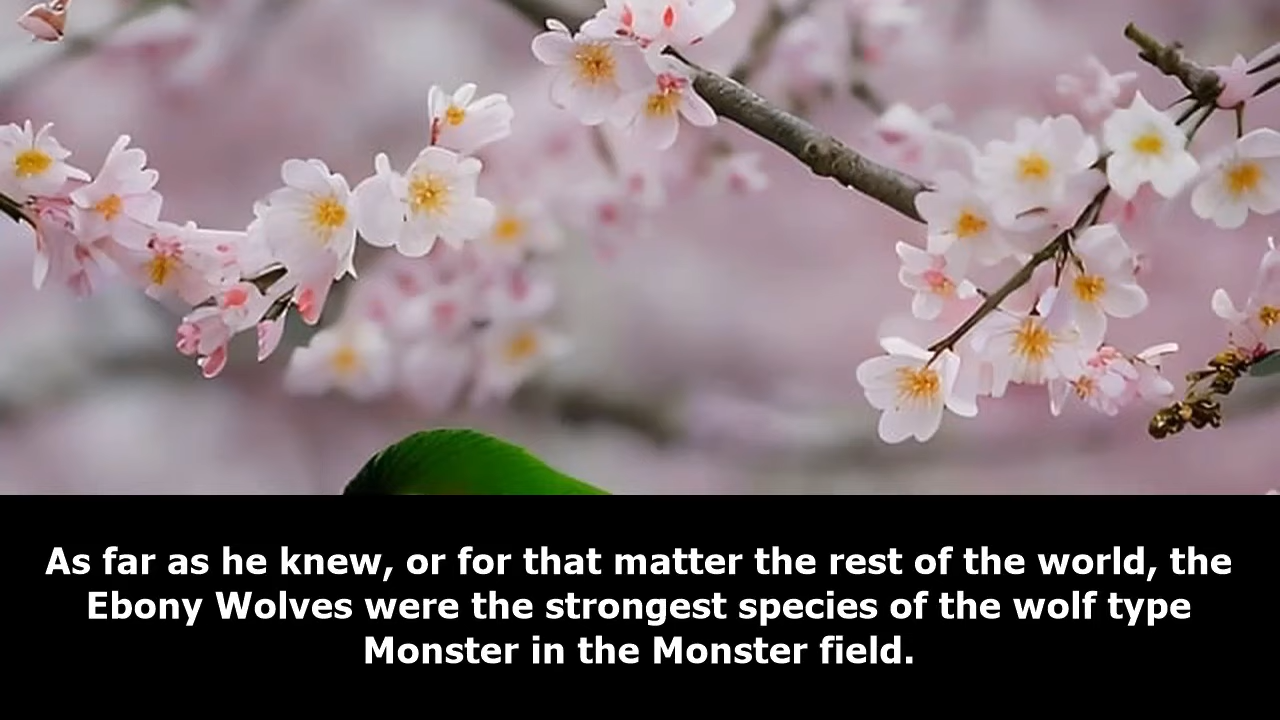 As far as he knew, or for that matter the rest of the world, the
Ebony Wolves were the strongest species of the wolf type
Monster in the Monster field.